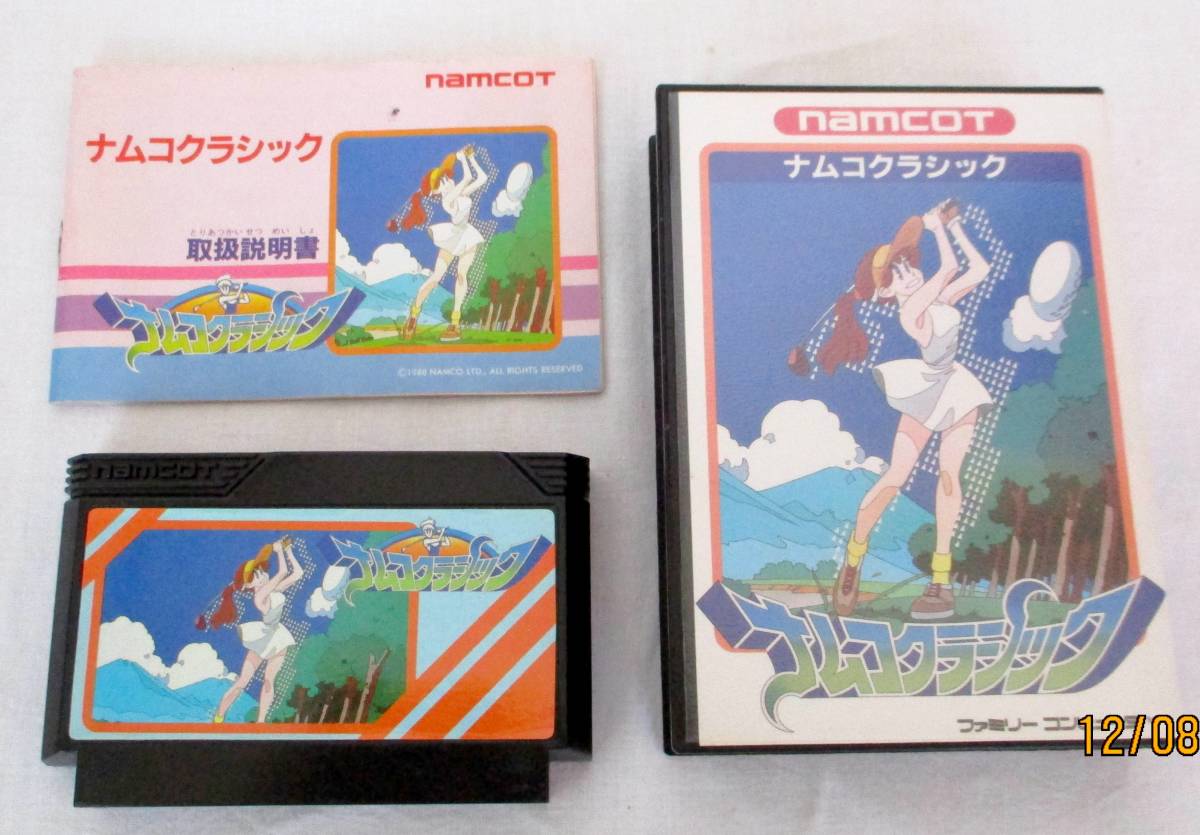 namcot
ナムコクラシック
とりあつかいせつ めい しょ
取扱説明書
ナムコクラシック
©1988 NAMCO LTD., ALL RIGHTS RESERVED
namcot
ナムコクラシック
namcot
ナムコクラシック
ナムコクラシック
ファミリー コン
12/08